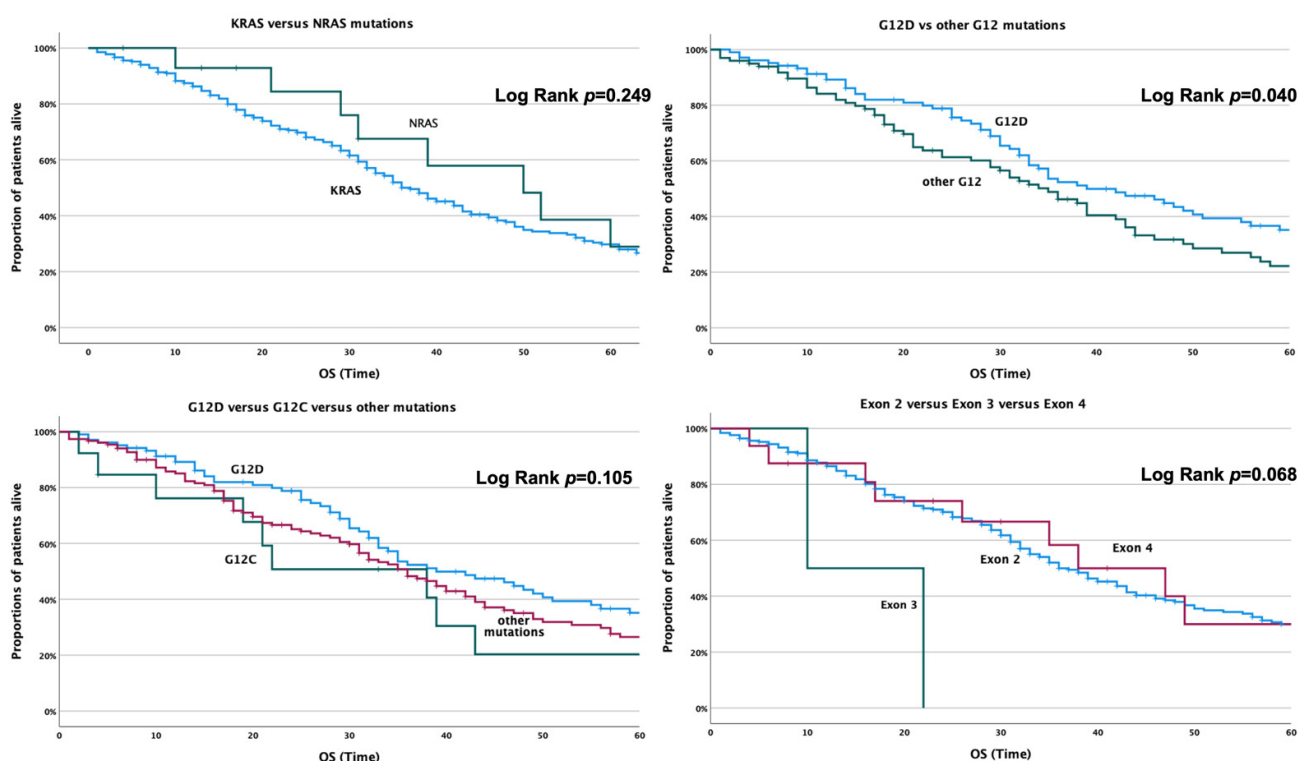 KRAS versus NRAS mutations
Proportion of patients alive
100%
80%
60%
40%
20%
0%
Log Rank p=0.249
NRAS
KRAS
0 10 20 30 40 50 60
OS (Time)
G12D vs other G12 mutations
Proportion of patients alive
100%
80%
60%
40%
20%
0%
Log Rank p=0.040
G12D
other G12
0 10 20 30 40 50 60
OS (Time)
G12D versus G12C versus other mutations
Proportions of patients alive
100%
80%
60%
40%
20%
0%
G12D
Log Rank p=0.105
G12C
other
mutations
0 10 20 30 40 50 60
OS (Time)
Exon 2 versus Exon 3 versus Exon 4
Proportion of patients alive
100%
80%
60%
40%
20%
0%
Log Rank p=0.068
Exon 4
Exon 2
Exon 3
0 10 20 30 40 50 60
OS (Time)